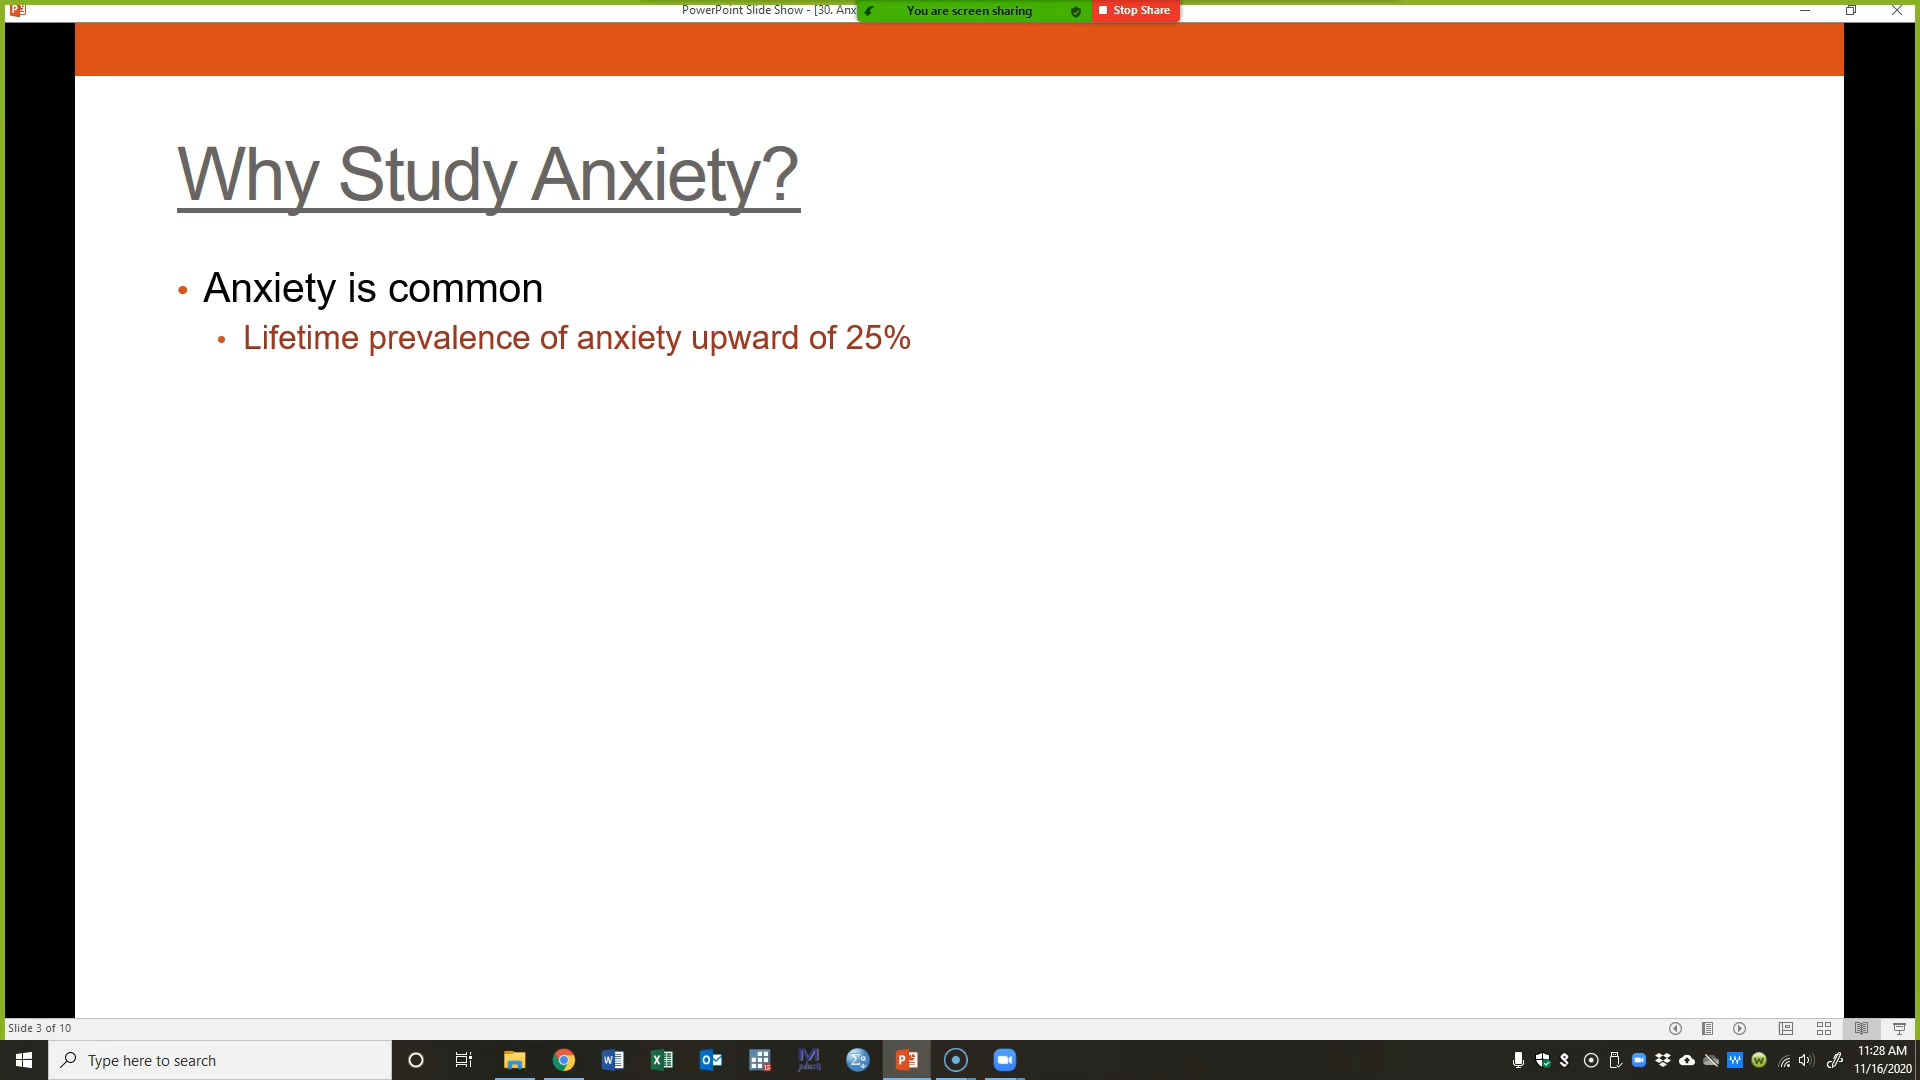 PowerPoint Slide Show - [30. Anx
You are screen sharing
Stop Share
Why Study Anxiety?
• Anxiety is common
• Lifetime prevalence of anxiety upward of 25%
Slide 3 of 10
Type here to search
11:28 AM
11/16/2020